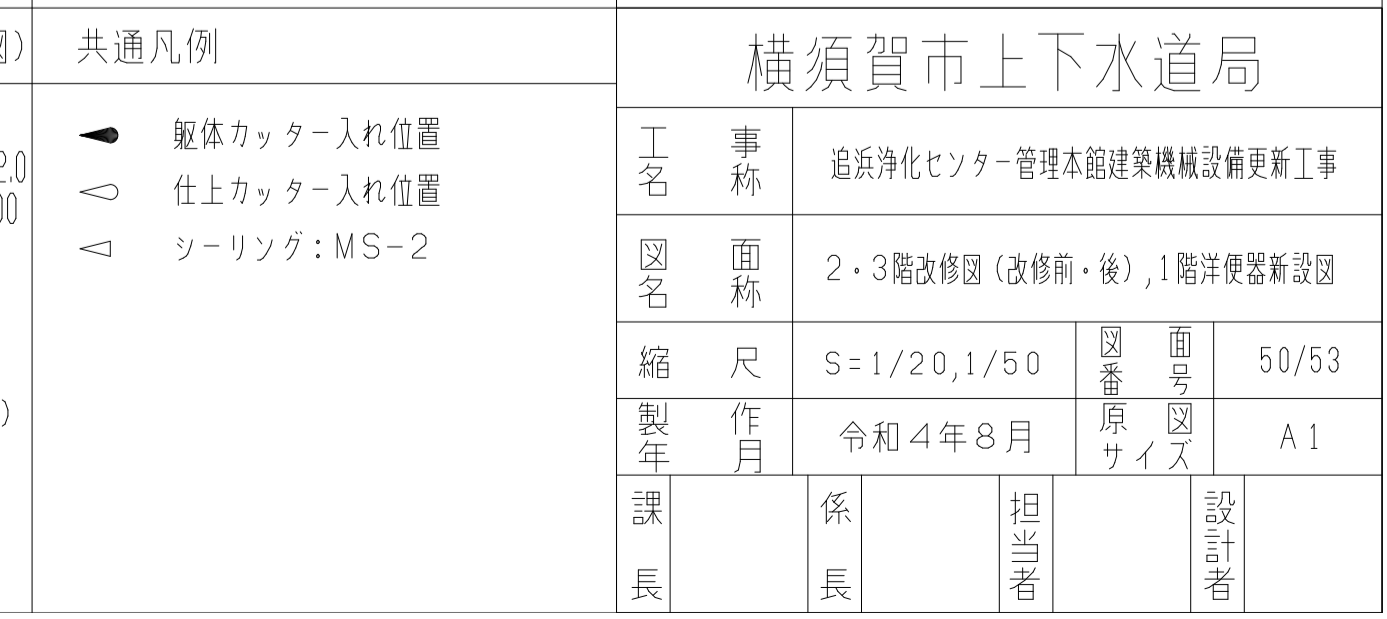 図)
共通凡例
2.0
00
)
躯体カッター入れ位置
仕上カッター入れ位置
シーリング:MS-2
横須賀市上下水道局
工事名称
追浜浄化センター管理本館建築機械設備更新工事
図面名称
2・3階改修図(改修前・後),1階洋便器新設図
縮尺
S=1/20,1/50
図面番号
50/53
製作年月
令和4年8月
原図サイズ
A1
課長
係長
担当者
設計者